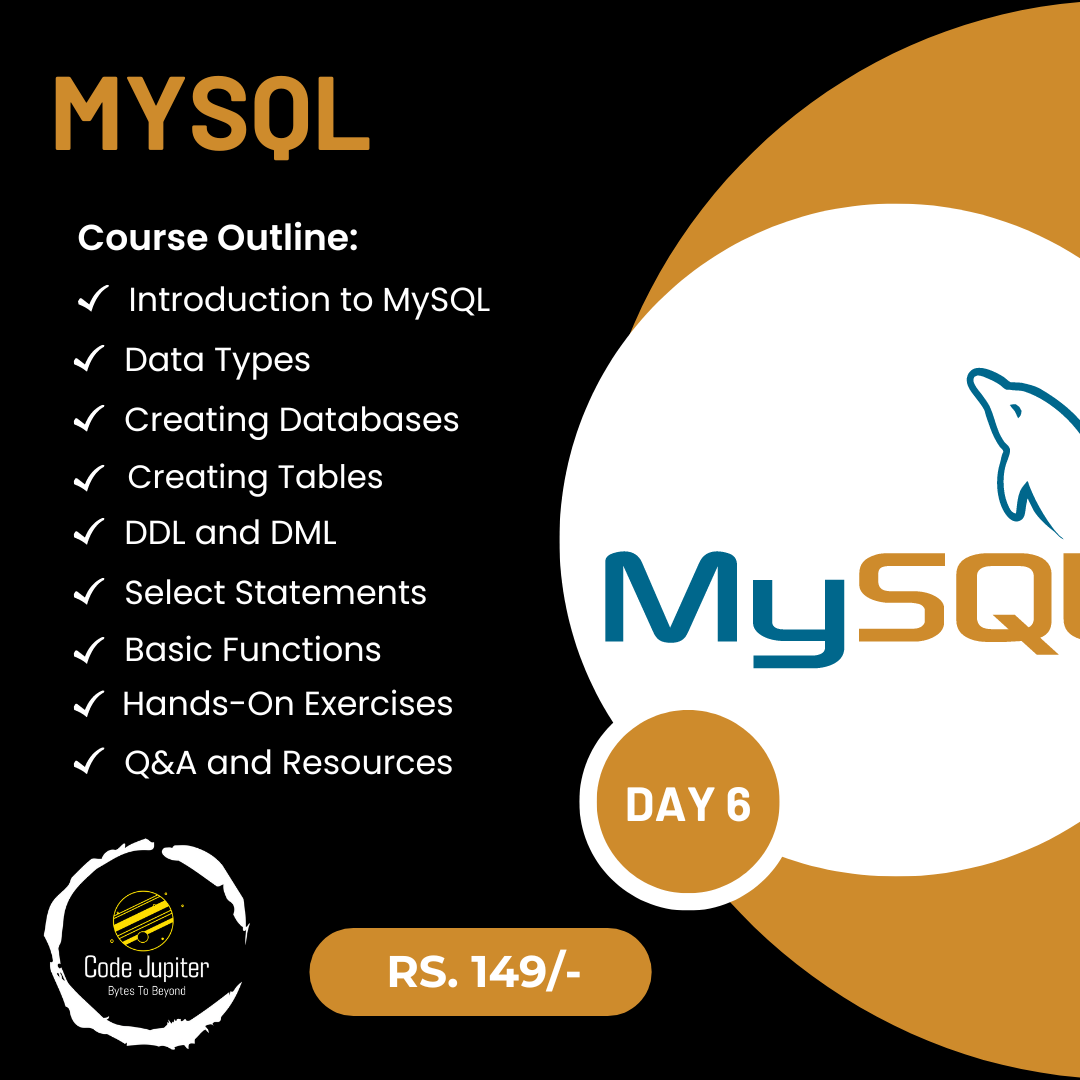 MYSQL
Course Outline:
Introduction to MySQL
Data Types
Creating Databases
Creating Tables
DDL and DML
Select Statements
Basic Functions
Hands-On Exercises
Q&A and Resources
MySQL
DAY 6
Code Jupiter
Bytes To Beyond
RS. 149/-